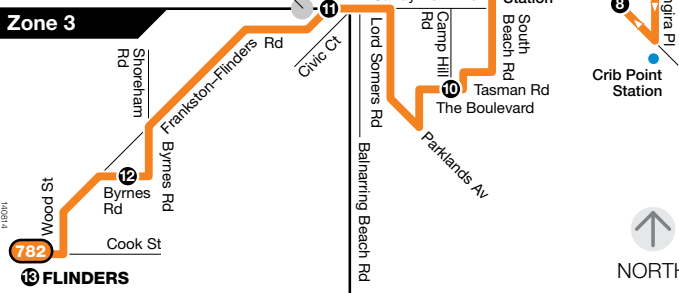 Zone 3
11
Station
8
Shoreham
Rd
Frankston–Flinders Rd
Civic Ct
Lord Somers Rd
Camp Hill
Rd
South
Beach Rd
10
Tasman Rd
The Boulevard
Crib Point
Station
Parklands Av
Balnarring Beach Rd
Byrnes Rd
12
Byrnes
Rd
Wood St
Cook St
782
13 FLINDERS
140814
NORTH